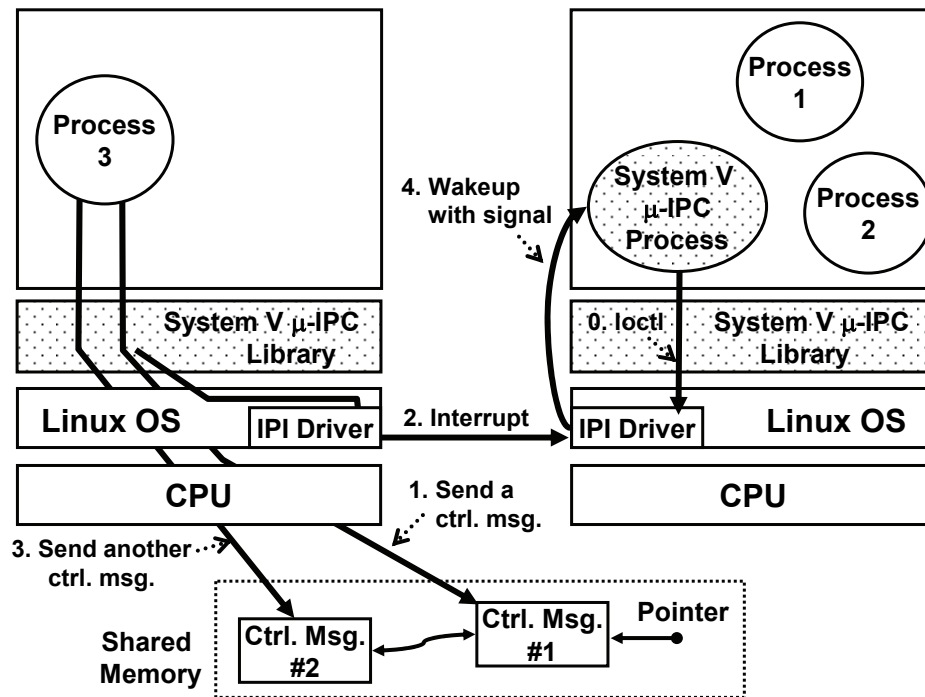 Process
3
System V μ-IPC
Library
Linux OS
IPI Driver
CPU
2. Interrupt
4. Wakeup
with signal
Process
1
System V
μ-IPC
Process
Process
2
0. Ioctl
System V μ-IPC
Library
IPI Driver
Linux OS
CPU
1. Send a
ctrl. msg.
3. Send another
ctrl. msg.
Shared
Memory
Ctrl. Msg.
#2
Ctrl. Msg.
#1
Pointer